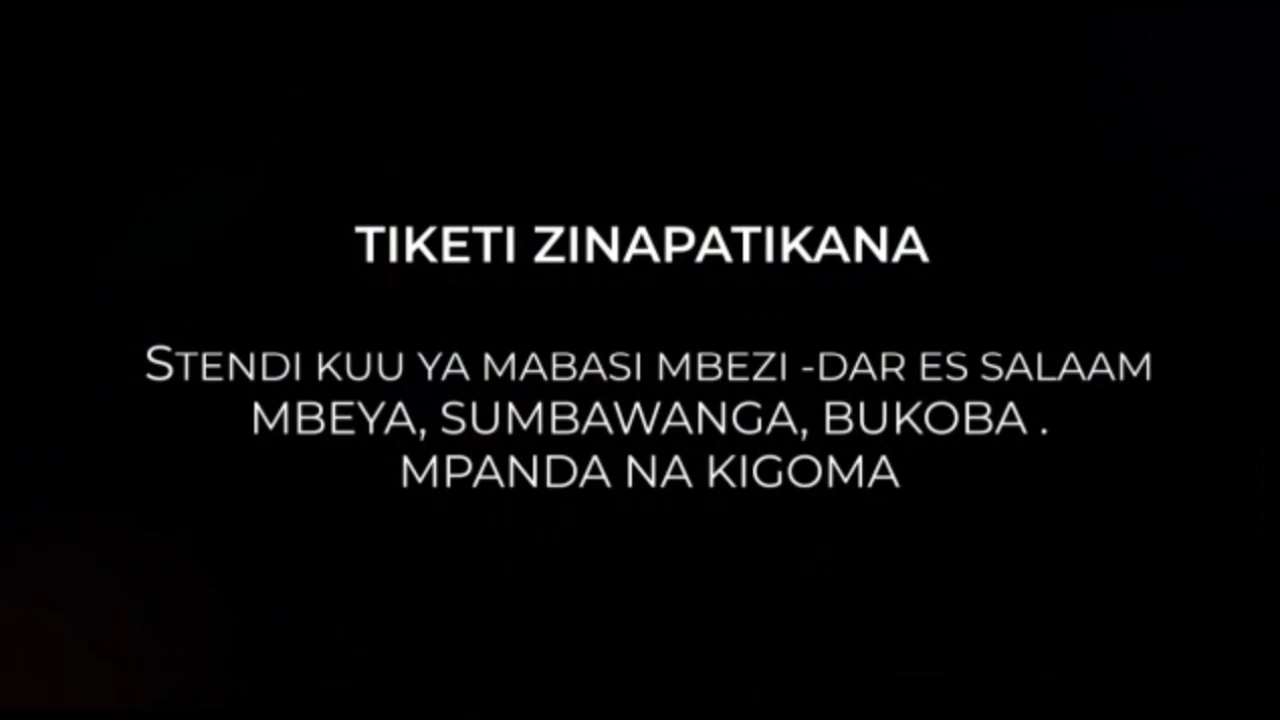 TIKETI ZINAPATIKANA
STENDI KUU YA MABASI MBEZI -DAR ES SALAAM
MBEYA, SUMBAWANGA, BUKOBA .
MPANDA NA KIGOMA